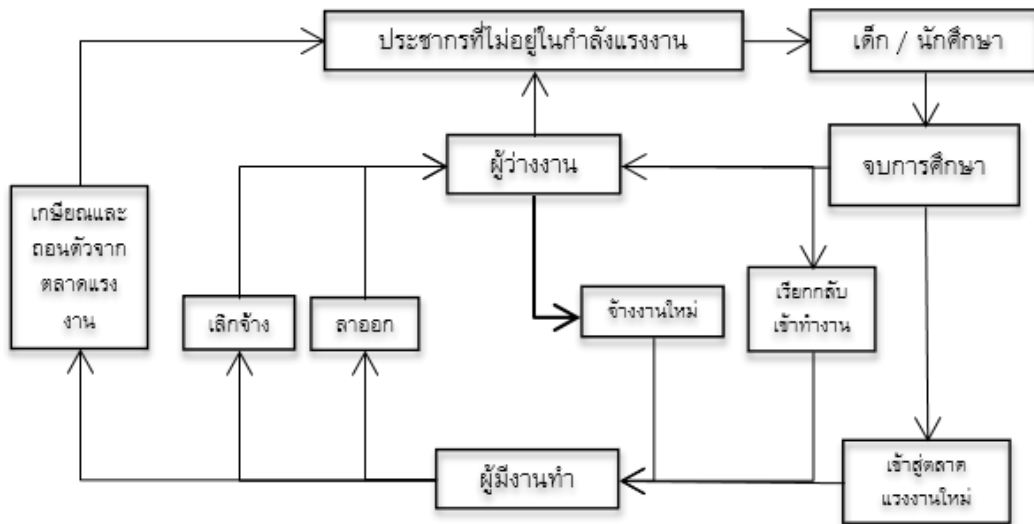 ประชากรที่ไม่อยู่ในกำลังแรงงาน
เด็ก / นักศึกษา
ผู้ว่างงาน
จบการศึกษา
เกษียณและ
ถอนตัวจาก
ตลาดแรง
งาน
เลิกจ้าง
ลาออก
จ้างงานใหม่
เรียกกลับ
เข้าทำงาน
ผู้มีงานทำ
เข้าสู่ตลาด
แวงงานใหม่